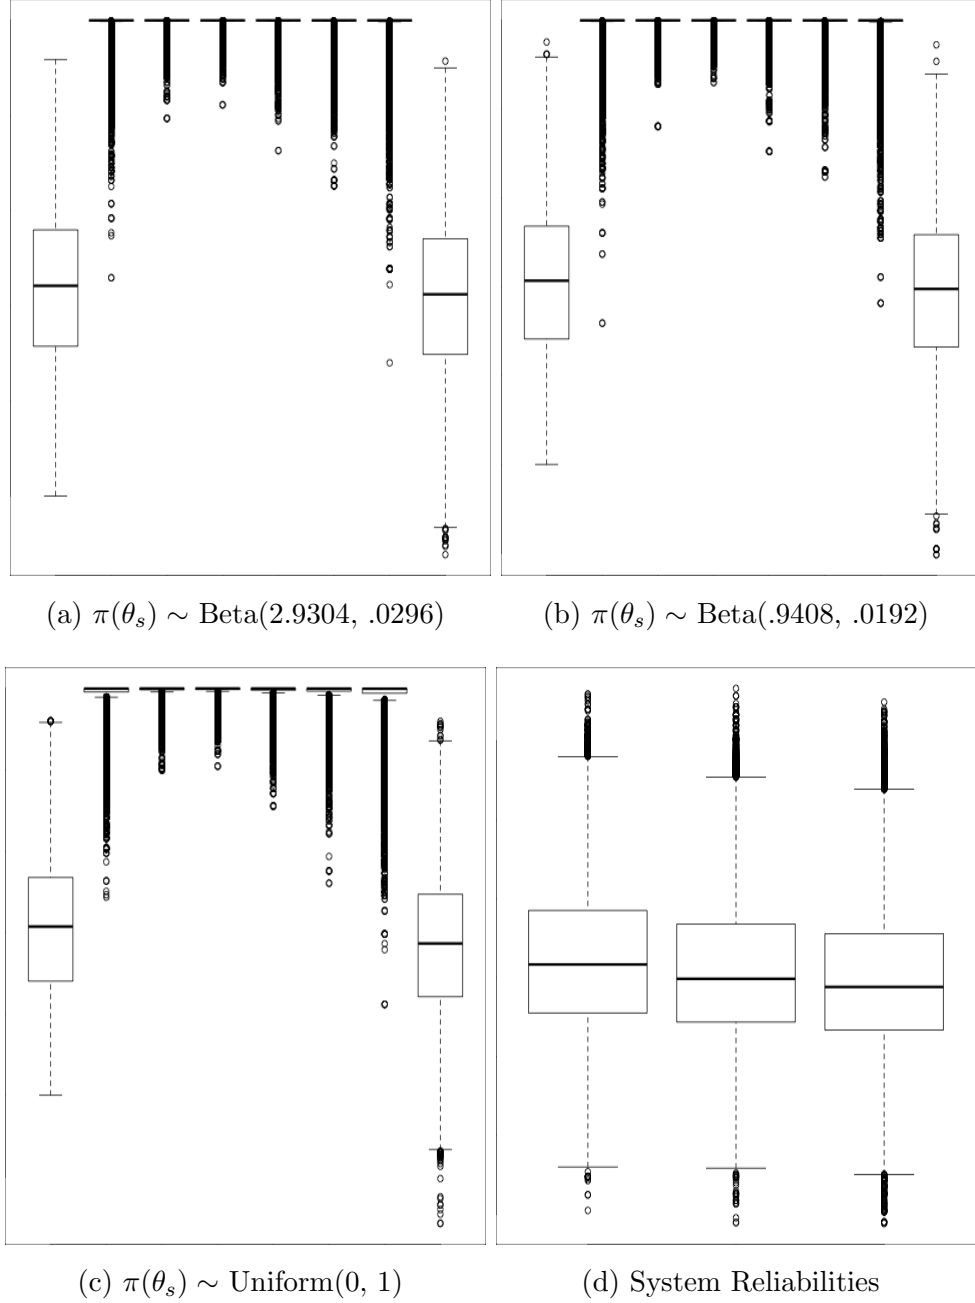 (a) π(θₛ) ∼ Beta(2.9304, .0296)
(b) π(θₛ) ∼ Beta(.9408, .0192)
(c) π(θₛ) ∼ Uniform(0, 1)
(d) System Reliabilities